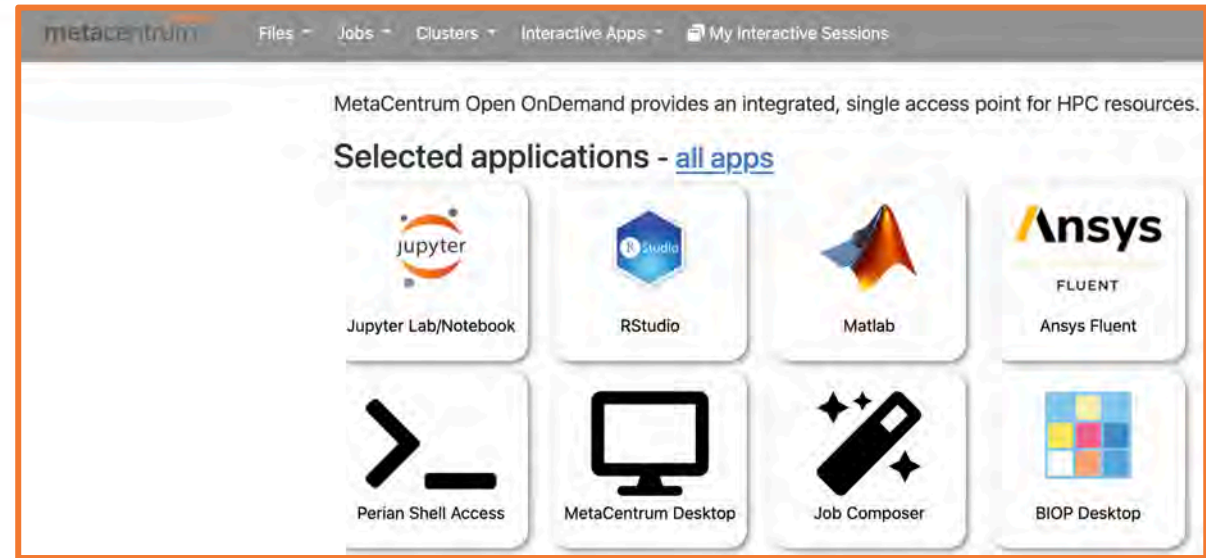 metacentrum Files Jobs Clusters Interactive Apps My Interactive Sessions
MetaCentrum Open OnDemand provides an integrated, single access point for HPC resources.
Selected applications - all apps
jupyter
R Studio
Ansys
FLUENT
Jupyter Lab/Notebook
RStudio
Matlab
Ansys Fluent
Perian Shell Access
MetaCentrum Desktop
Job Composer
BIOP Desktop